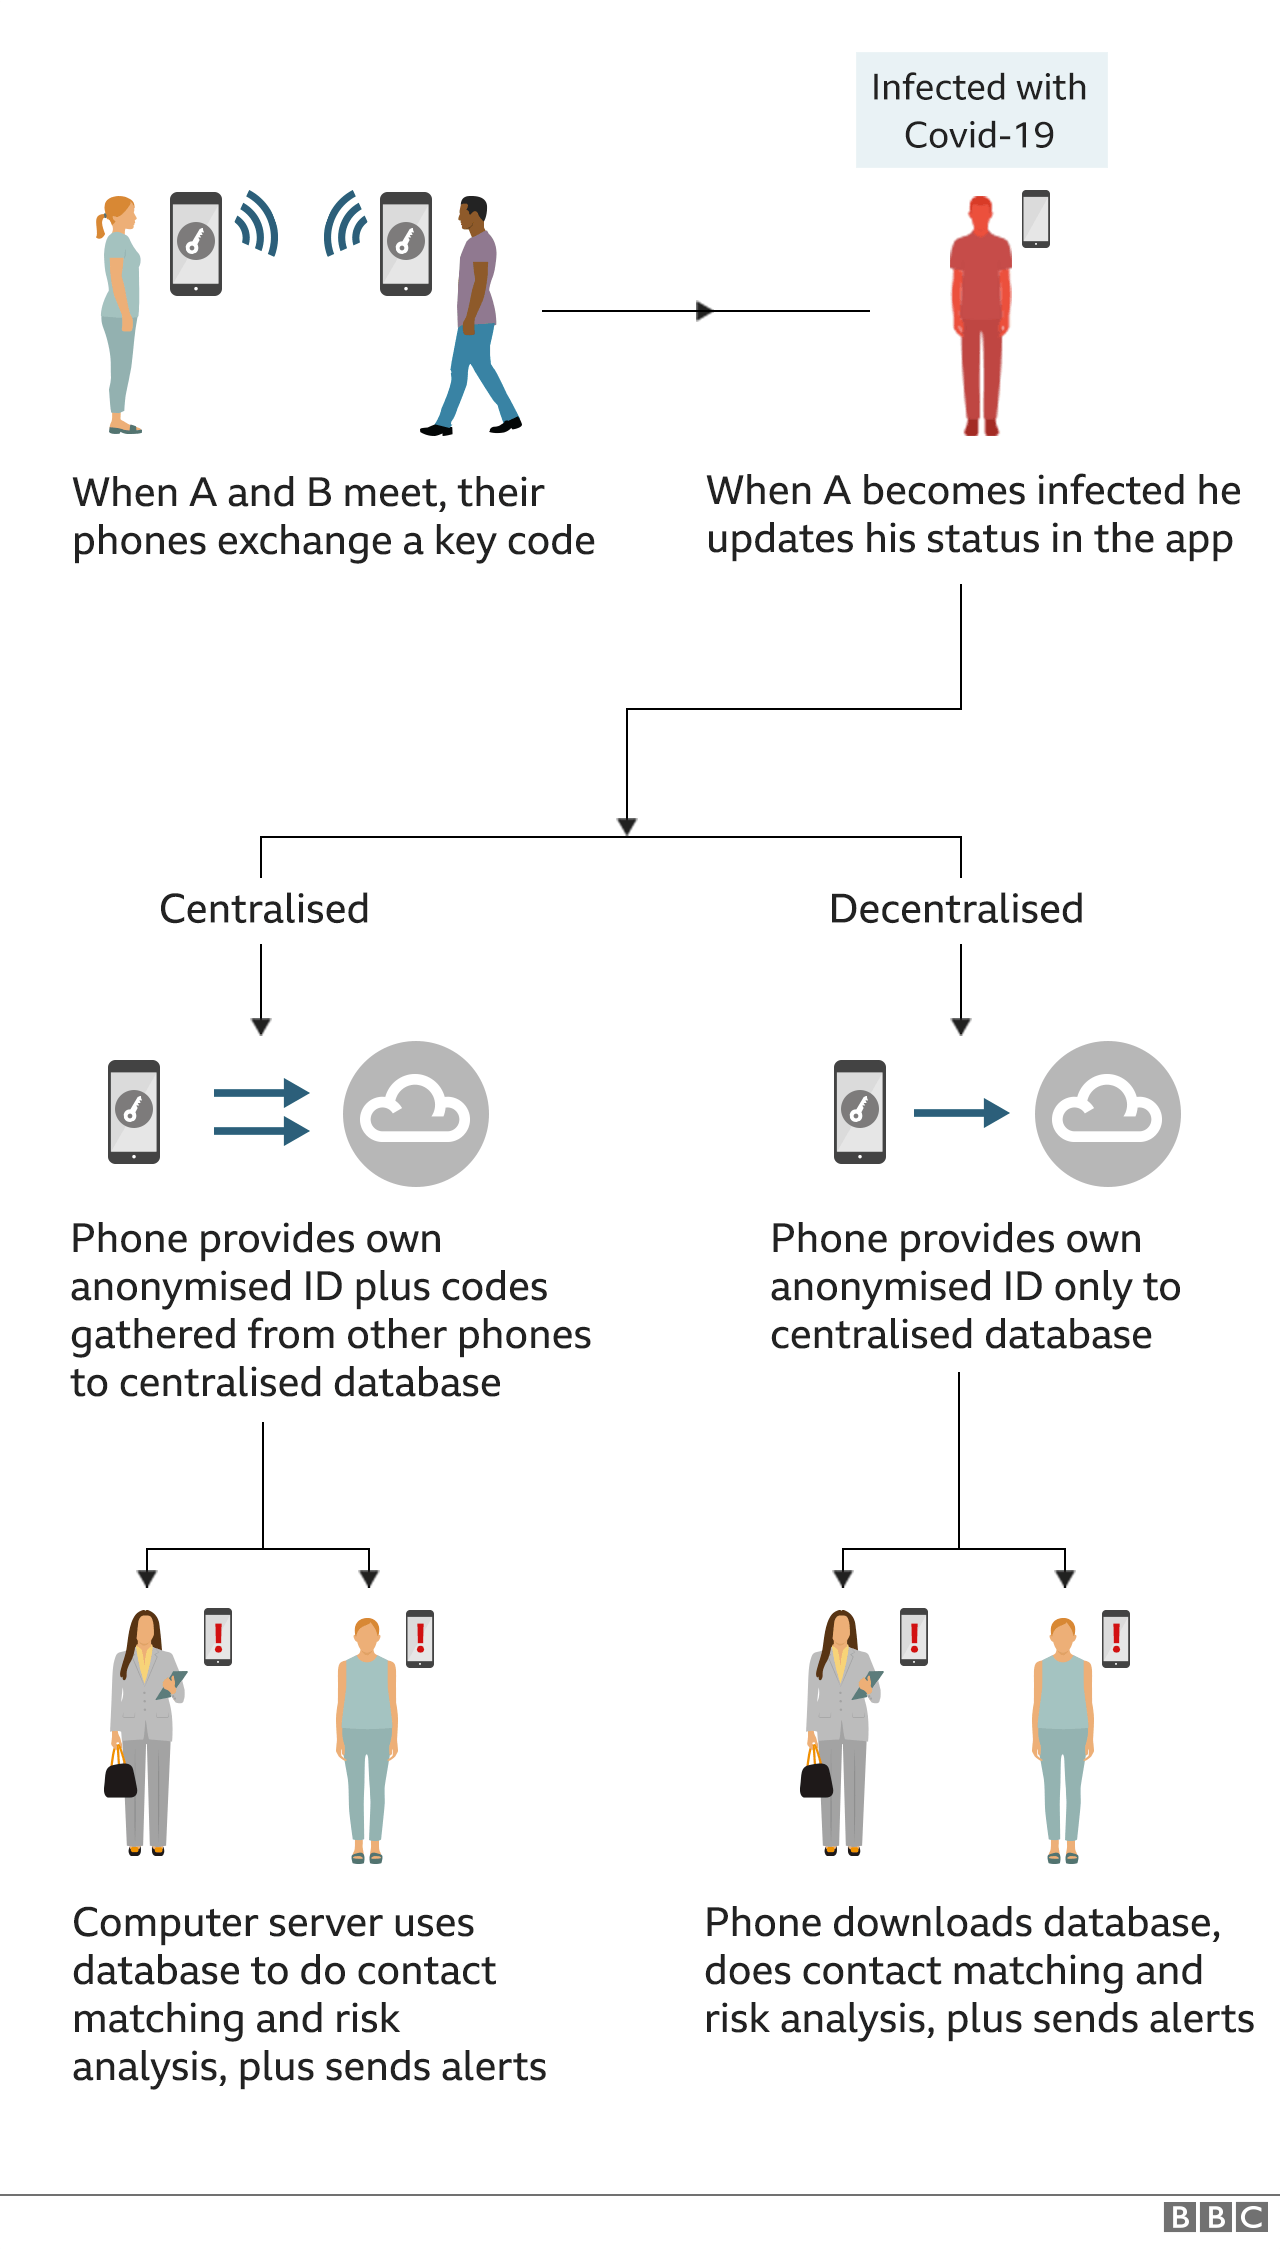 Infected with
Covid-19
When A and B meet, their
phones exchange a key code
When A becomes infected he
updates his status in the app
Centralised
Decentralised
Phone provides own
anonymised ID plus codes
gathered from other phones
to centralised database
Phone provides own
anonymised ID only to
centralised database
!
!
!
!
Computer server uses
database to do contact
matching and risk
analysis, plus sends alerts
Phone downloads database,
does contact matching and
risk analysis, plus sends alerts
BBC